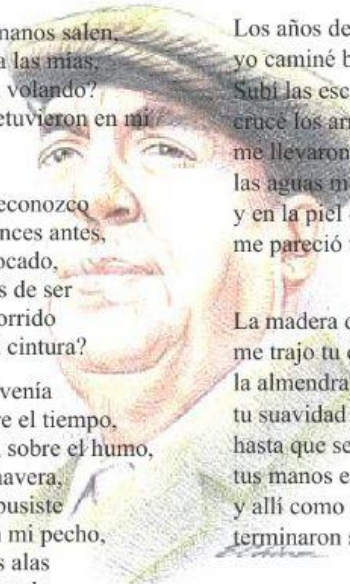 manos salen,
a las mías,
volando?
etuvieron en mi
econozco
nces antes,
ocado,
s de ser
orrido
cintura?
venía
e el tiempo,
sobre el humo,
navera,
pusiste
mi pecho,
s alas
Los años de
yo caminé b
Subí las esc
crucé los ar
me llevaron
las aguas m
y en la piel
me pareció
La madera d
me trajo tu
la almendra
tu suavidad
hasta que se
tus manos e
y allí como
terminaron s